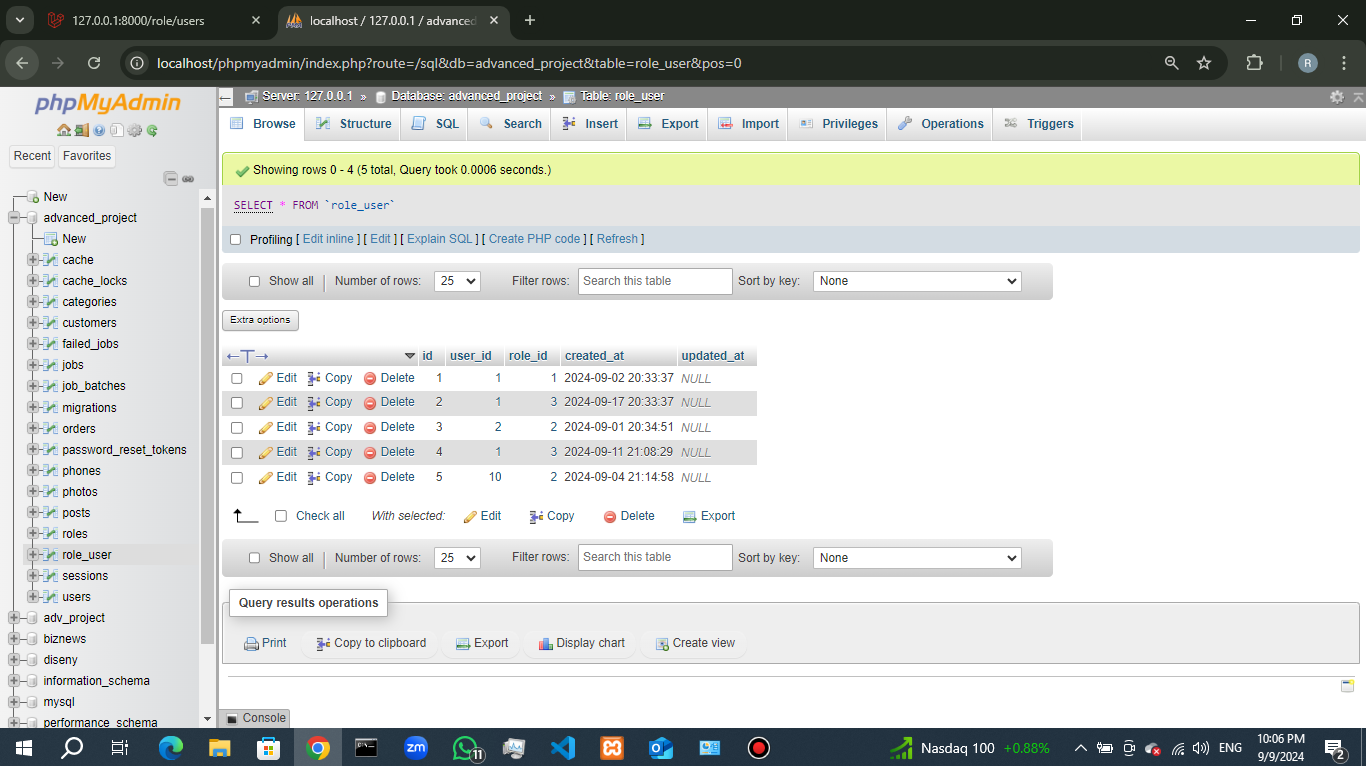 127.0.0.1:8000/role/users
localhost / 127.0.0.1 / advanced
localhost/phpmyadmin/index.php?route=/sql&db=advanced_project&table=role_user&pos=0
R
phpMyAdmin
Recent
Favorites
New
advanced_project
New
cache
cache_locks
categories
customers
failed_jobs
jobs
job_batches
migrations
orders
password_reset_tokens
phones
photos
posts
roles
role_user
sessions
users
adv_project
biznews
diseny
information_schema
mysql
performance_schema
Server: 127.0.0.1 » Database: advanced_project » Table: role_user
Browse Structure SQL Search Insert Export Import Privileges Operations Triggers
Showing rows 0 - 4 (5 total, Query took 0.0006 seconds.)
SELECT * FROM `role_user`
Profiling [ Edit inline ] [ Edit ] [ Explain SQL ] [ Create PHP code ] [ Refresh ]
Show all Number of rows: 25 Filter rows: Search this table Sort by key: None
Extra options
id user_id role_id created_at updated_at
Edit Copy Delete 1 1 1 2024-09-02 20:33:37 NULL
Edit Copy Delete 2 1 3 2024-09-17 20:33:37 NULL
Edit Copy Delete 3 2 2 2024-09-01 20:34:51 NULL
Edit Copy Delete 4 1 3 2024-09-11 21:08:29 NULL
Edit Copy Delete 5 10 2 2024-09-04 21:14:58 NULL
Check all With selected: Edit Copy Delete Export
Show all Number of rows: 25 Filter rows: Search this table Sort by key: None
Query results operations
Print Copy to clipboard Export Display chart Create view
Console
zm
11
Nasdaq 100 +0.88%
ENG
10:06 PM
9/9/2024
2